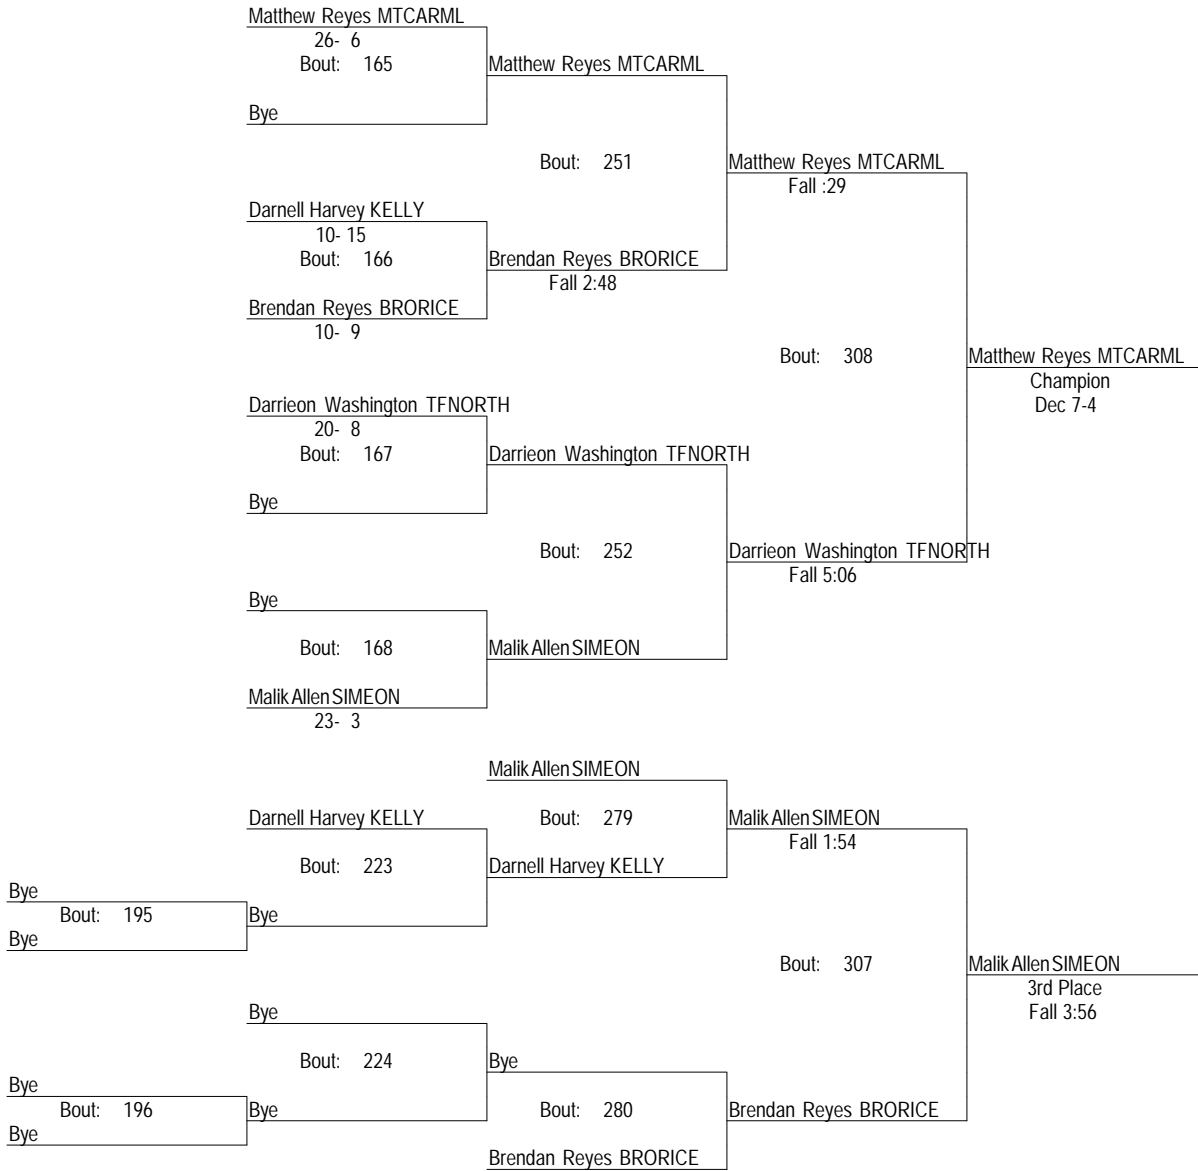 Matthew Reyes MTCARML
26- 6
Bout: 165
Matthew Reyes MTCARML
Bye
Bout: 251
Matthew Reyes MTCARML
Fall :29
Darnell Harvey KELLY
10- 15
Bout: 166
Brendan Reyes BRORICE
Fall 2:48
Brendan Reyes BRORICE
10- 9
Bout: 308
Matthew Reyes MTCARML
Champion
Dec 7-4
Darrieon Washington TFNORTH
20- 8
Bout: 167
Darrieon Washington TFNORTH
Bye
Bout: 252
Darrieon Washington TFNORTH
Fall 5:06
Bye
Bout: 168
Malik Allen SIMEON
Malik Allen SIMEON
23- 3
Malik Allen SIMEON
Darnell Harvey KELLY
Bout: 279
Malik Allen SIMEON
Fall 1:54
Bout: 223
Darnell Harvey KELLY
Bye
Bout: 195
Bye
Bye
Bout: 307
Malik Allen SIMEON
3rd Place
Fall 3:56
Bye
Bout: 224
Bye
Bye
Bout: 196
Bye
Bye
Bout: 280
Brendan Reyes BRORICE
Brendan Reyes BRORICE